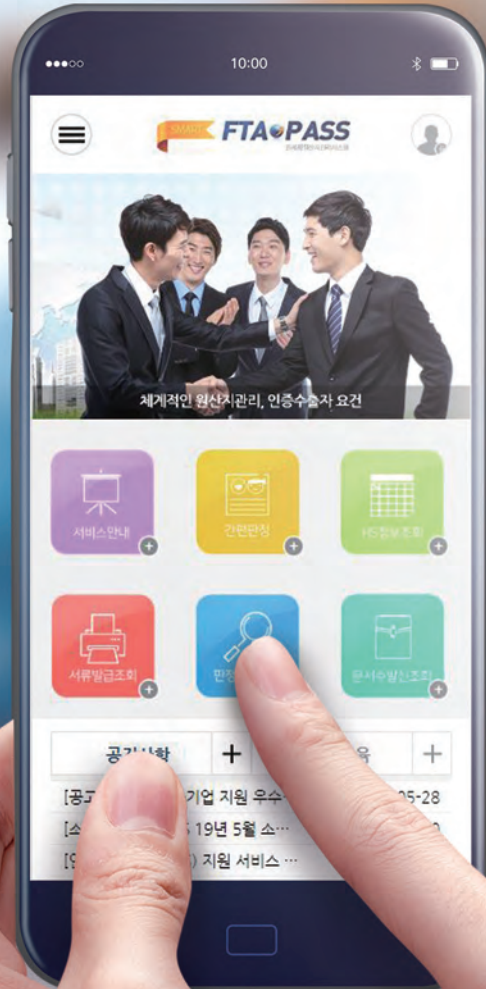 10:00
SMART FTA PASS
체계적인 원산지관리, 인증수출자 요건
서비스안내
간편판정
HS정보조회
서류발급조회
판정
문서수발신조회
+
+
기업 지원 우수
05-28
19년 5월 소…
지원 서비스 …